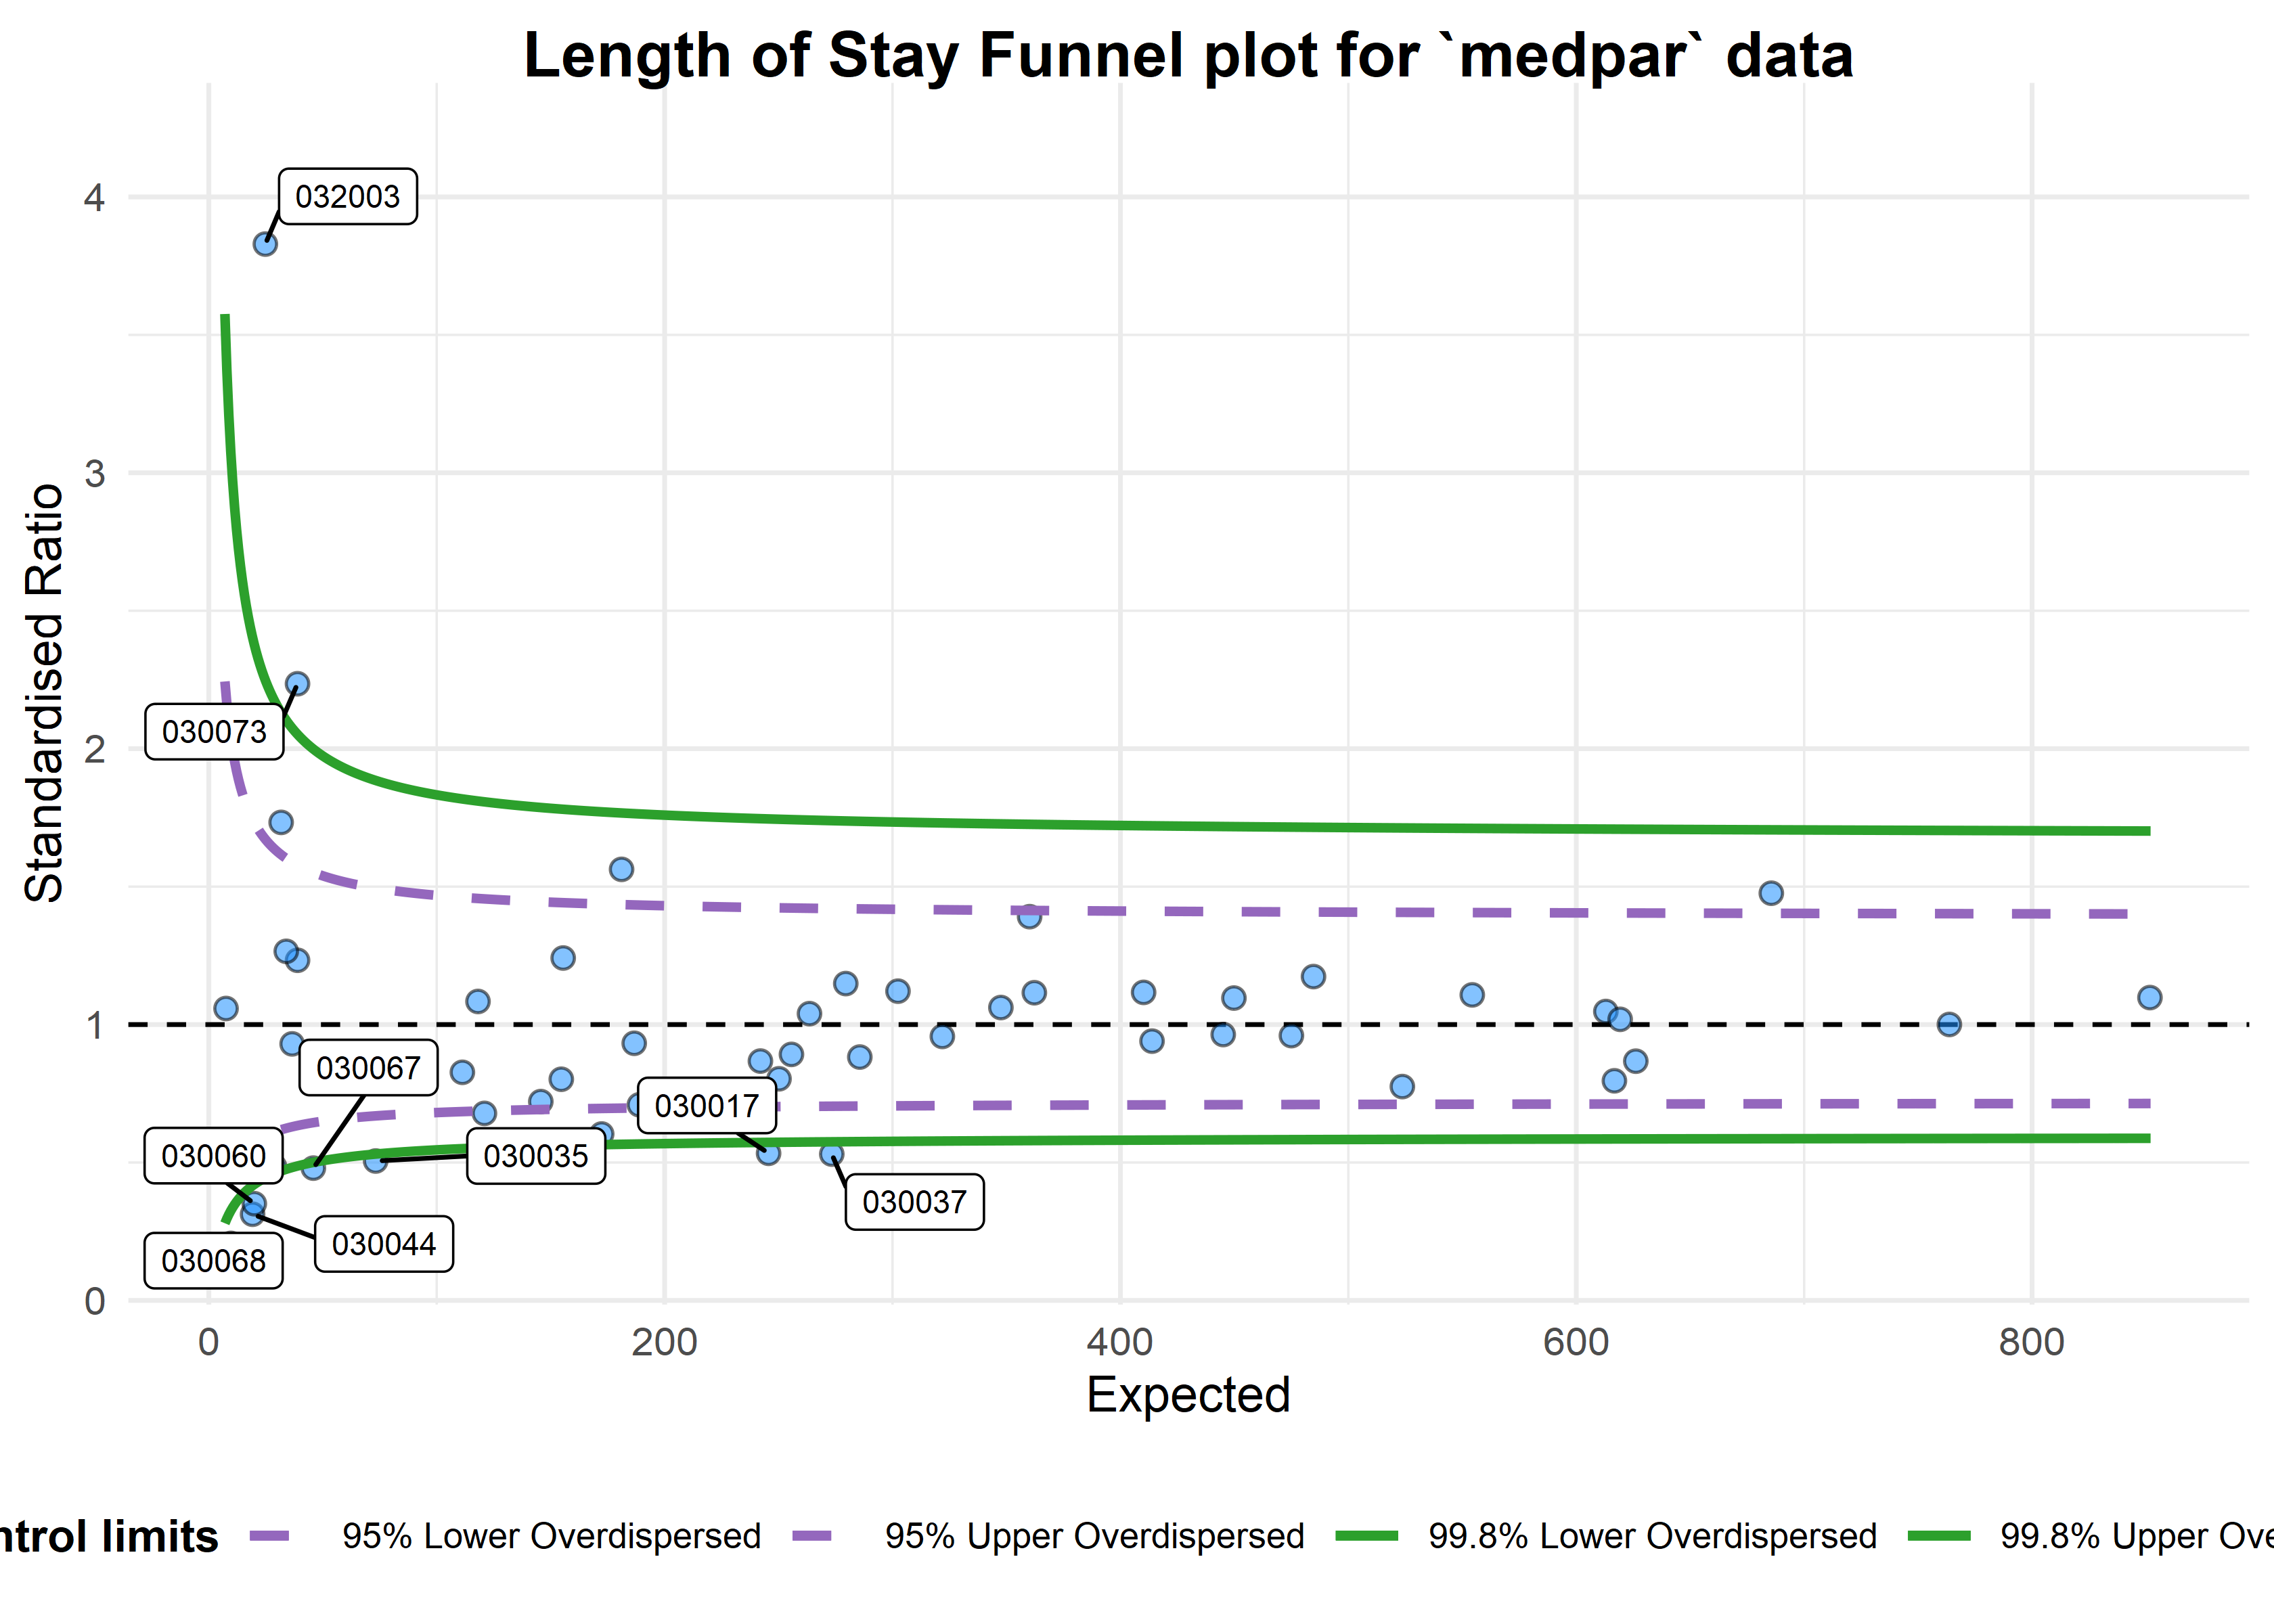 Length of Stay Funnel plot for `medpar` data
Standardised Ratio
4
3
2
1
0
032003
030073
030067
030017
030060
030035
030037
030044
030068
0 200 400 600 800
Expected
ntrol limits 95% Lower Overdispersed 95% Upper Overdispersed 99.8% Lower Overdispersed 99.8% Upper Ove